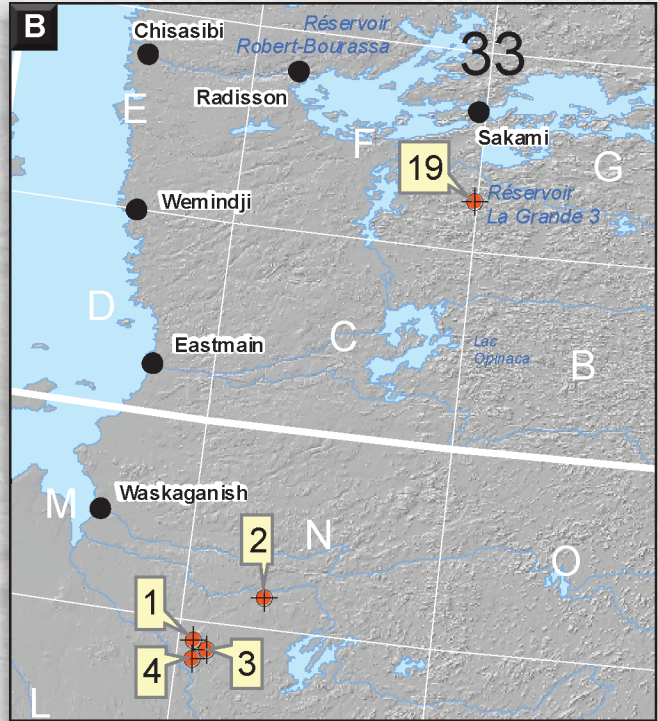 B
Chisasibi
Réservoir
Robert-Bourassa
33
Radisson
E
Sakami
F
G
19
Réservoir
La Grande 3
Wemindji
D
C
Eastmain
Lac
Opinaca
B
M
Waskaganish
N
2
O
1
3
4
L